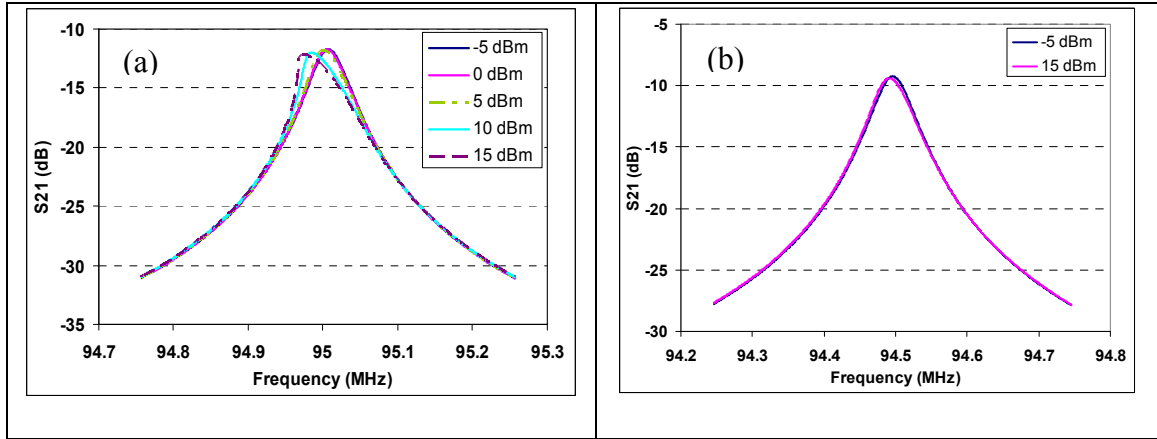 (a)
-5 dBm
0 dBm
5 dBm
10 dBm
15 dBm
S21 (dB)
-10
-15
-20
-25
-30
-35
94.7 94.8 94.9 95 95.1 95.2 95.3
Frequency (MHz)
(b)
-5 dBm
15 dBm
S21 (dB)
-5
-10
-15
-20
-25
-30
94.2 94.3 94.4 94.5 94.6 94.7 94.8
Frequency (MHz)